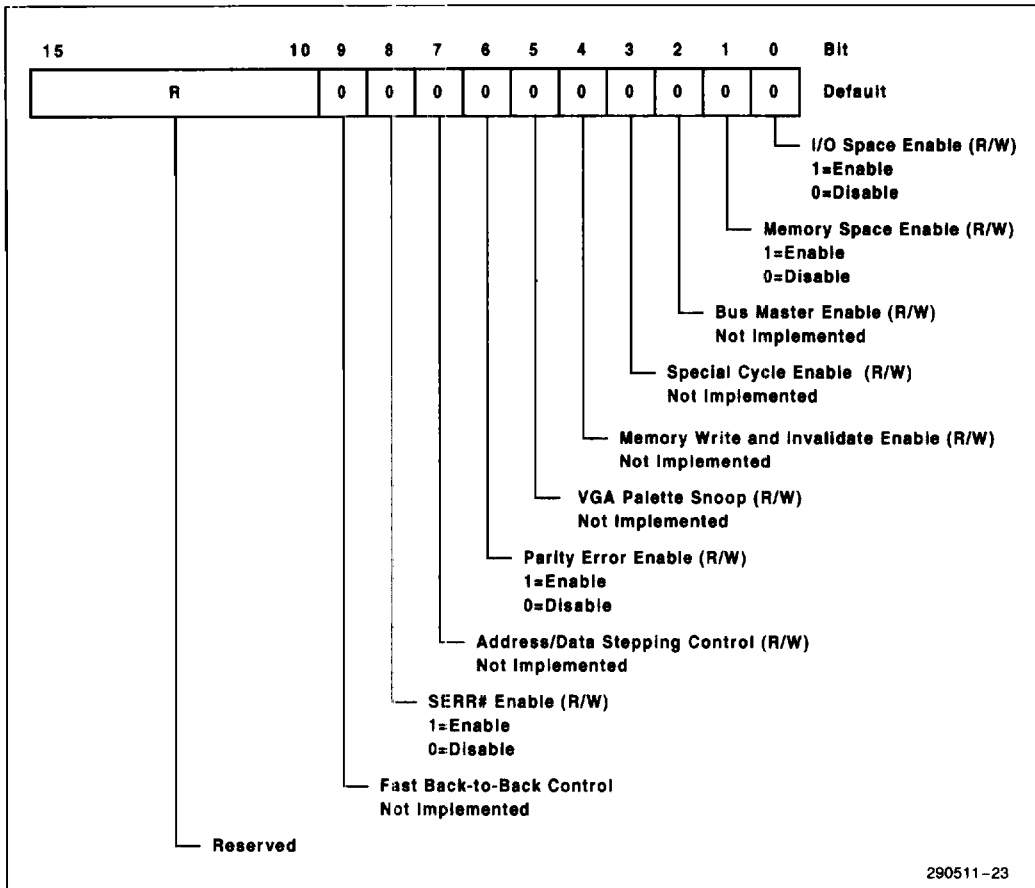 15 10 9 8 7 6 5 4 3 2 1 0 Bit
R 0 0 0 0 0 0 0 0 0 0 Default
I/O Space Enable (R/W)
1=Enable
0=Disable
Memory Space Enable (R/W)
1=Enable
0=Disable
Bus Master Enable (R/W)
Not Implemented
Special Cycle Enable (R/W)
Not Implemented
Memory Write and Invalidate Enable (R/W)
Not Implemented
VGA Palette Snoop (R/W)
Not Implemented
Parity Error Enable (R/W)
1=Enable
0=Disable
Address/Data Stepping Control (R/W)
Not Implemented
SERR# Enable (R/W)
1=Enable
0=Disable
Fast Back-to-Back Control
Not Implemented
Reserved
290511-23